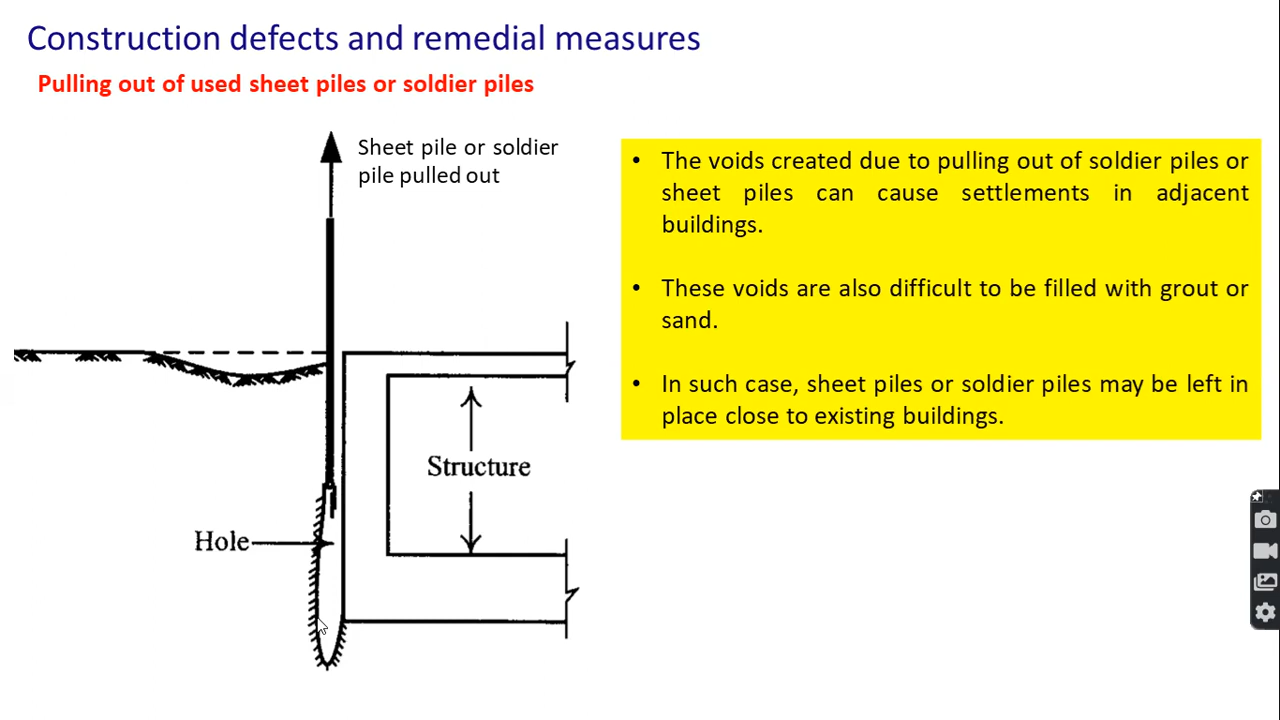 Construction defects and remedial measures
Pulling out of used sheet piles or soldier piles
Sheet pile or soldier
pile pulled out
Structure
Hole
• The voids created due to pulling out of soldier piles or
sheet piles can cause settlements in adjacent
buildings.
• These voids are also difficult to be filled with grout or
sand.
• In such case, sheet piles or soldier piles may be left in
place close to existing buildings.